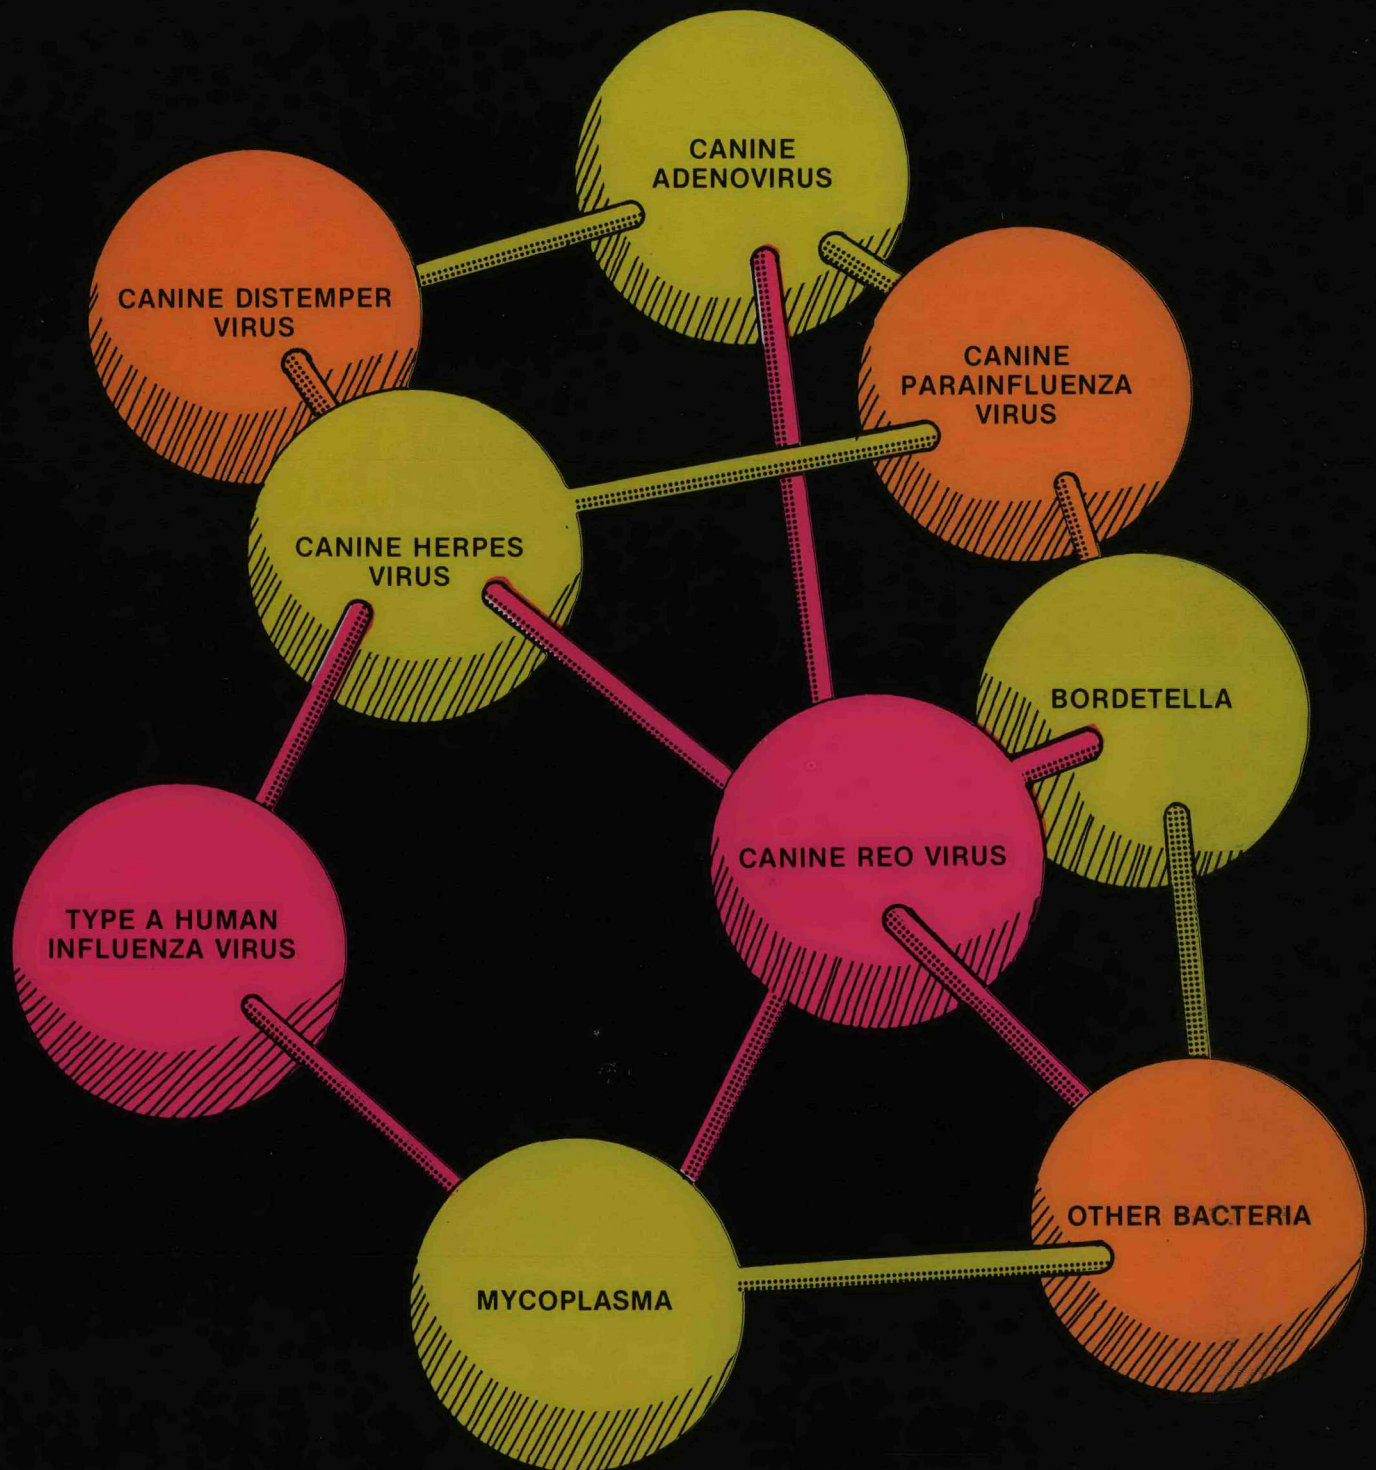 CANINE
ADENOVIRUS
CANINE DISTEMPER
VIRUS
CANINE
PARAINFLUENZA
VIRUS
CANINE HERPES
VIRUS
BORDETELLA
CANINE REO VIRUS
TYPE A HUMAN
INFLUENZA VIRUS
OTHER BACTERIA
MYCOPLASMA